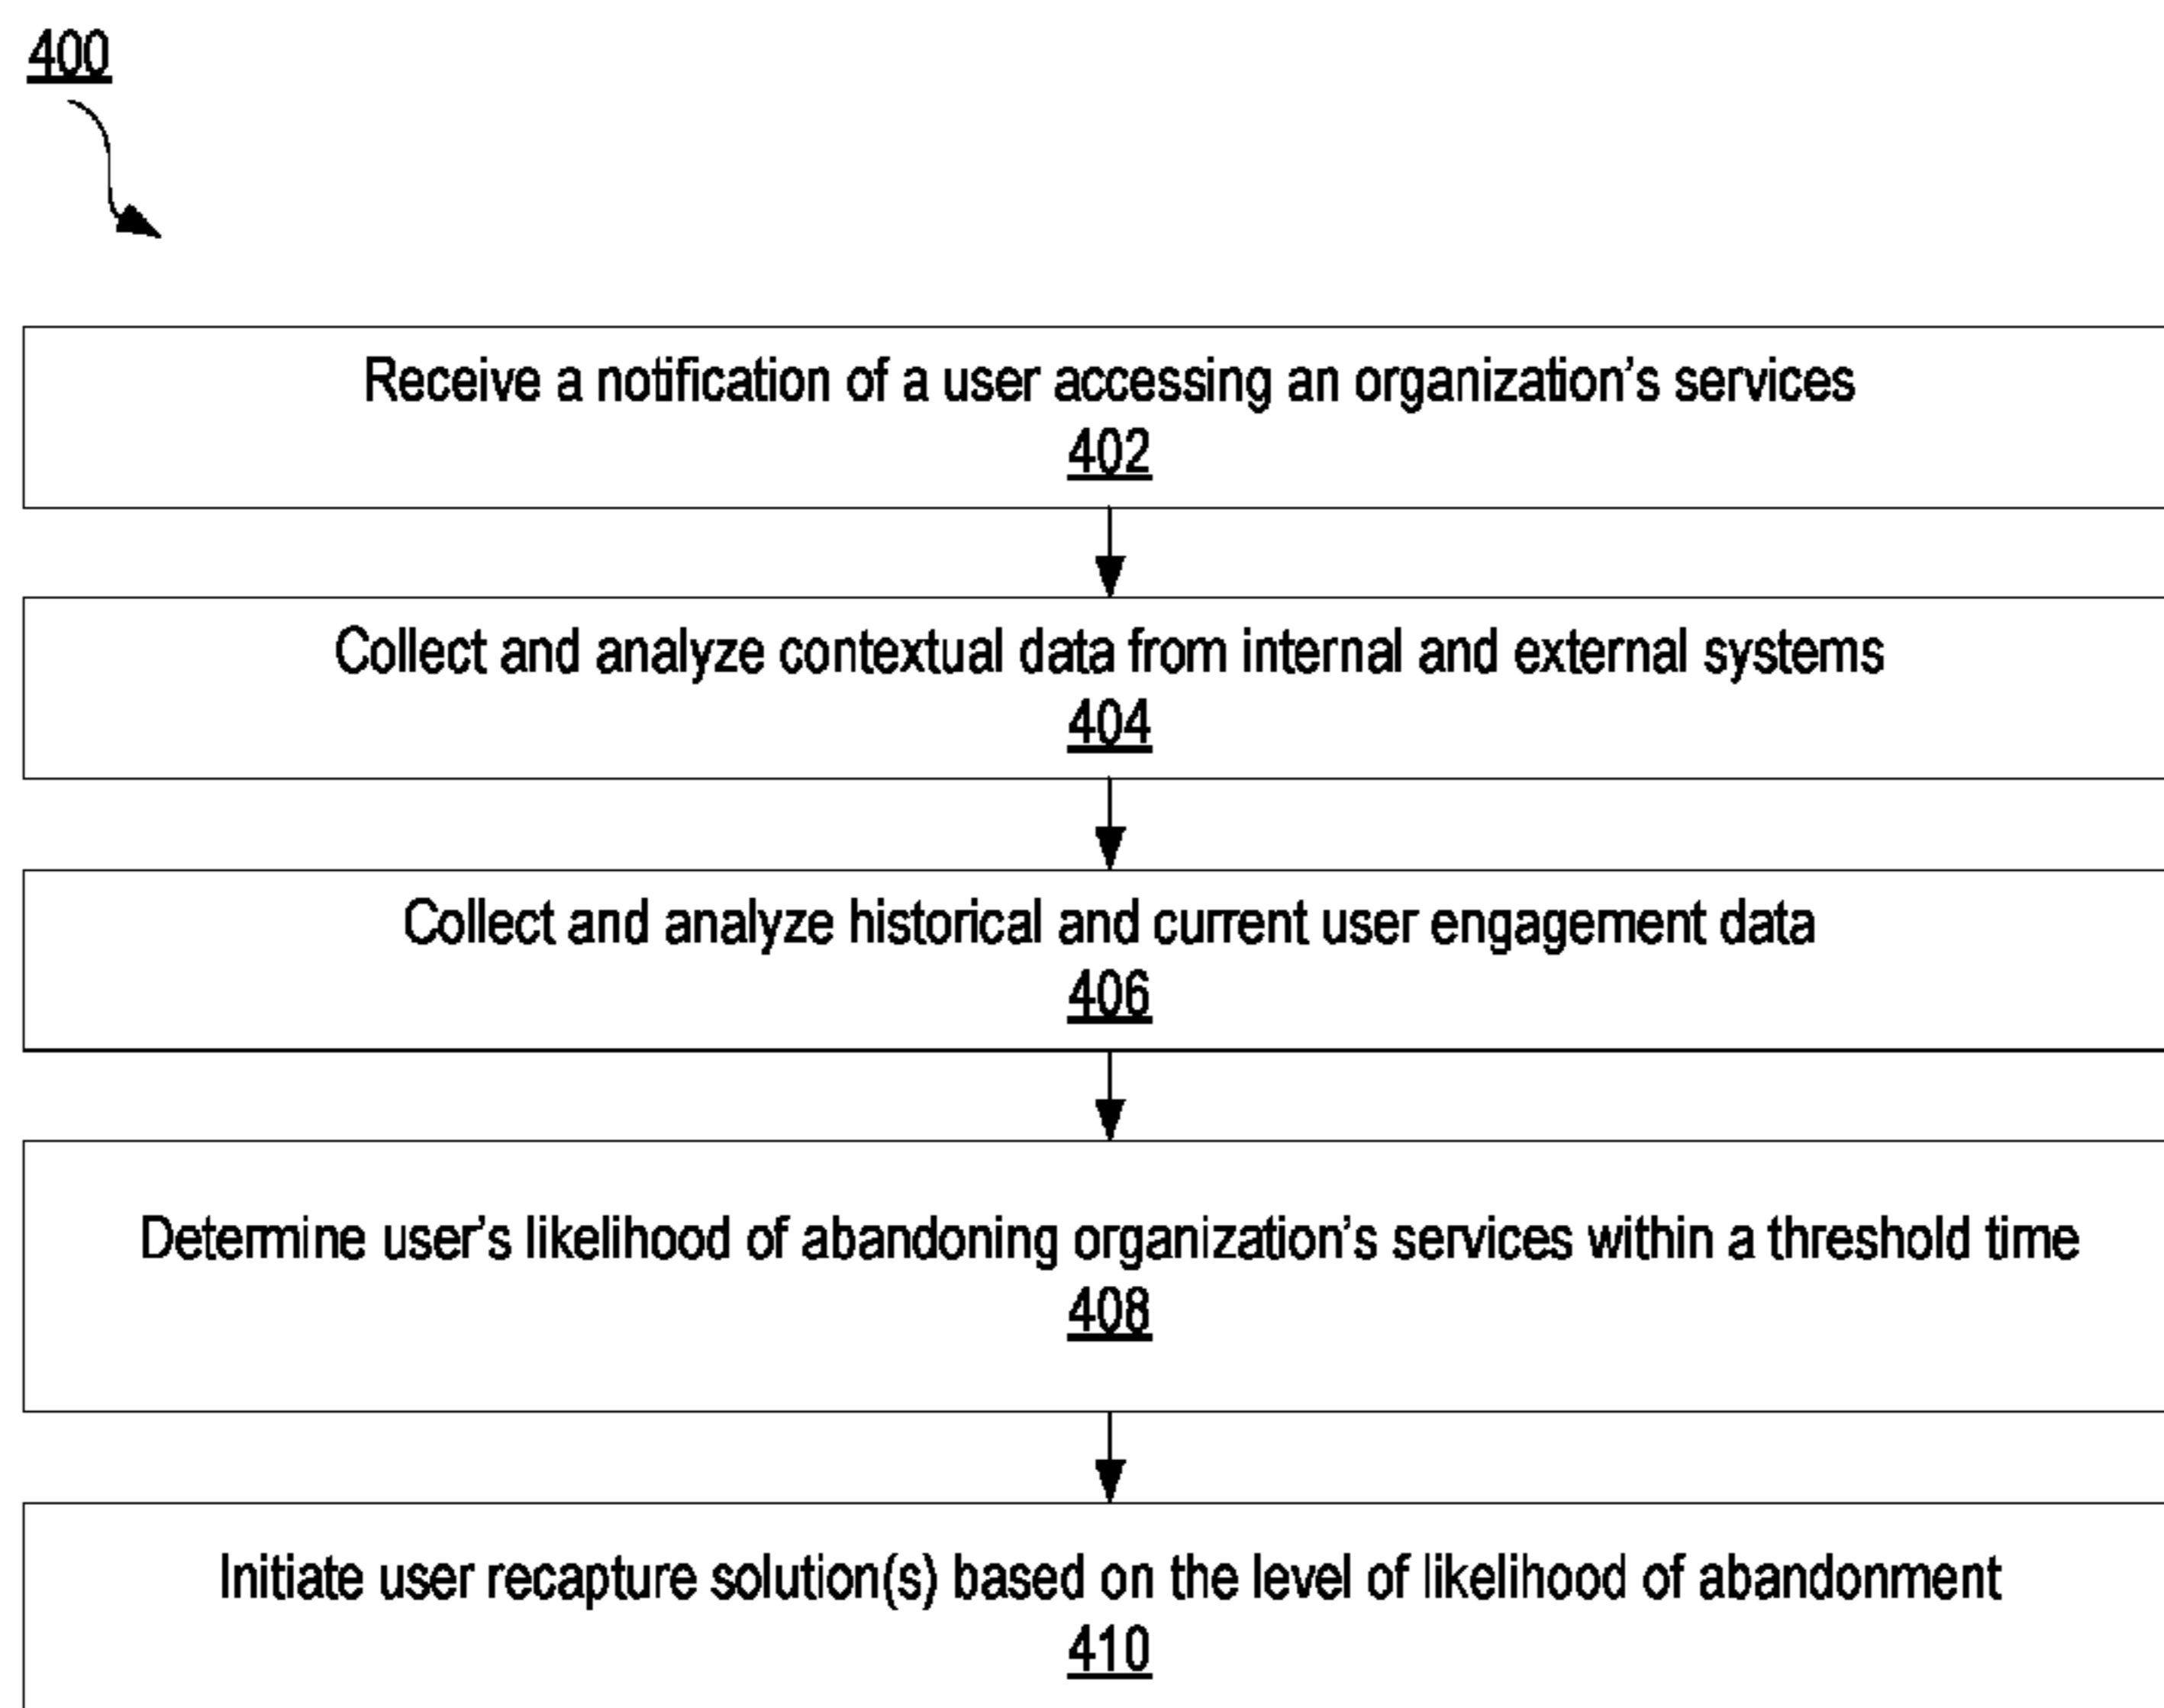 400
Receive a notification of a user accessing an organization’s services
402
Collect and analyze contextual data from internal and external systems
404
Collect and analyze historical and current user engagement data
406
Determine user’s likelihood of abandoning organization’s services within a threshold time
408
Initiate user recapture solution(s) based on the level of likelihood of abandonment
410